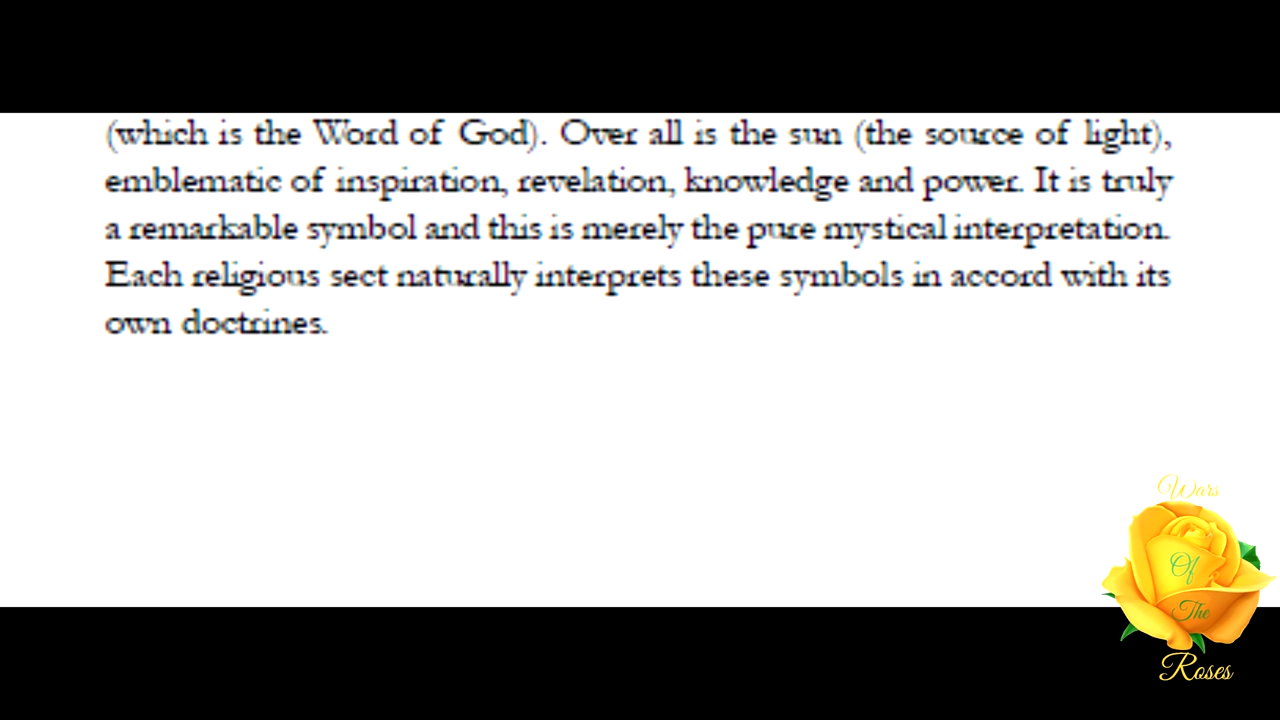 (which is the Word of God). Over all is the sun (the source of light),
emblematic of inspiration, revelation, knowledge and power. It is truly
a remarkable symbol and this is merely the pure mystical interpretation.
Each religious sect naturally interprets these symbols in accord with its
own doctrines.
Wars
Of
The
Roses